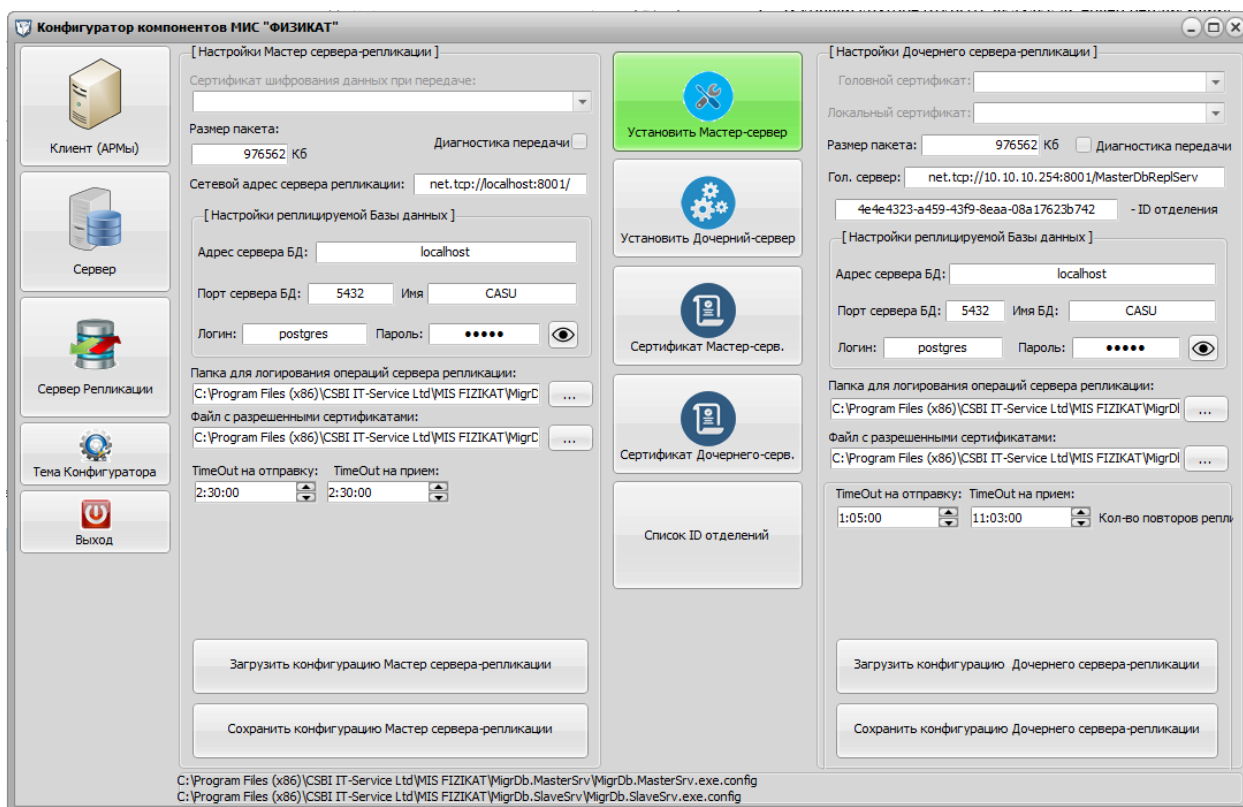 Конфигуратор компонентов МИС "ФИЗИКАТ"
Клиент (АРМы)
Сервер
Сервер Репликации
Тема Конфигуратора
Выход
[ Настройки Мастер сервера-репликации ]
Сертификат шифрования данных при передаче:
Размер пакета:
976562 Кб
Диагностика передачи
Сетевой адрес сервера репликации: net.tcp://localhost:8001/
[ Настройки реплицируемой Базы данных ]
Адрес сервера БД: localhost
Порт сервера БД: 5432 Имя CASU
Логин: postgres Пароль: •••••
Папка для логирования операций сервера репликации:
C:\Program Files (x86)\CSBI IT-Service Ltd\MIS FIZIKAT\MigrD ...
Файл с разрешенными сертификатами:
C:\Program Files (x86)\CSBI IT-Service Ltd\MIS FIZIKAT\MigrD ...
TimeOut на отправку: TimeOut на прием:
2:30:00 2:30:00
Загрузить конфигурацию Мастер сервера-репликации
Сохранить конфигурацию Мастер сервера-репликации
Установить Мастер-сервер
Установить Дочерний-сервер
Сертификат Мастер-серв.
Сертификат Дочернего-серв.
Список ID отделений
[ Настройки Дочернего сервера-репликации ]
Головной сертификат:
Локальный сертификат:
Размер пакета: 976562 Кб Диагностика передачи
Гол. сервер: net.tcp://10.10.10.254:8001/MasterDbReplServ
4e4e4323-a459-43f9-8eaa-08a17623b742 - ID отделения
[ Настройки реплицируемой Базы данных ]
Адрес сервера БД: localhost
Порт сервера БД: 5432 Имя БД: CASU
Логин: postgres Пароль: •••••
Папка для логирования операций сервера репликации:
C:\Program Files (x86)\CSBI IT-Service Ltd\MIS FIZIKAT\MigrDl ...
Файл с разрешенными сертификатами:
C:\Program Files (x86)\CSBI IT-Service Ltd\MIS FIZIKAT\MigrDl ...
TimeOut на отправку: TimeOut на прием:
1:05:00 11:03:00 Кол-во повторов репли
Загрузить конфигурацию Дочернего сервера-репликации
Сохранить конфигурацию Дочернего сервера-репликации
C:\Program Files (x86)\CSBI IT-Service Ltd\MIS FIZIKAT\MigrDb.MasterSrv\MigrDb.MasterSrv.exe.config
C:\Program Files (x86)\CSBI IT-Service Ltd\MIS FIZIKAT\MigrDb.SlaveSrv\MigrDb.SlaveSrv.exe.config